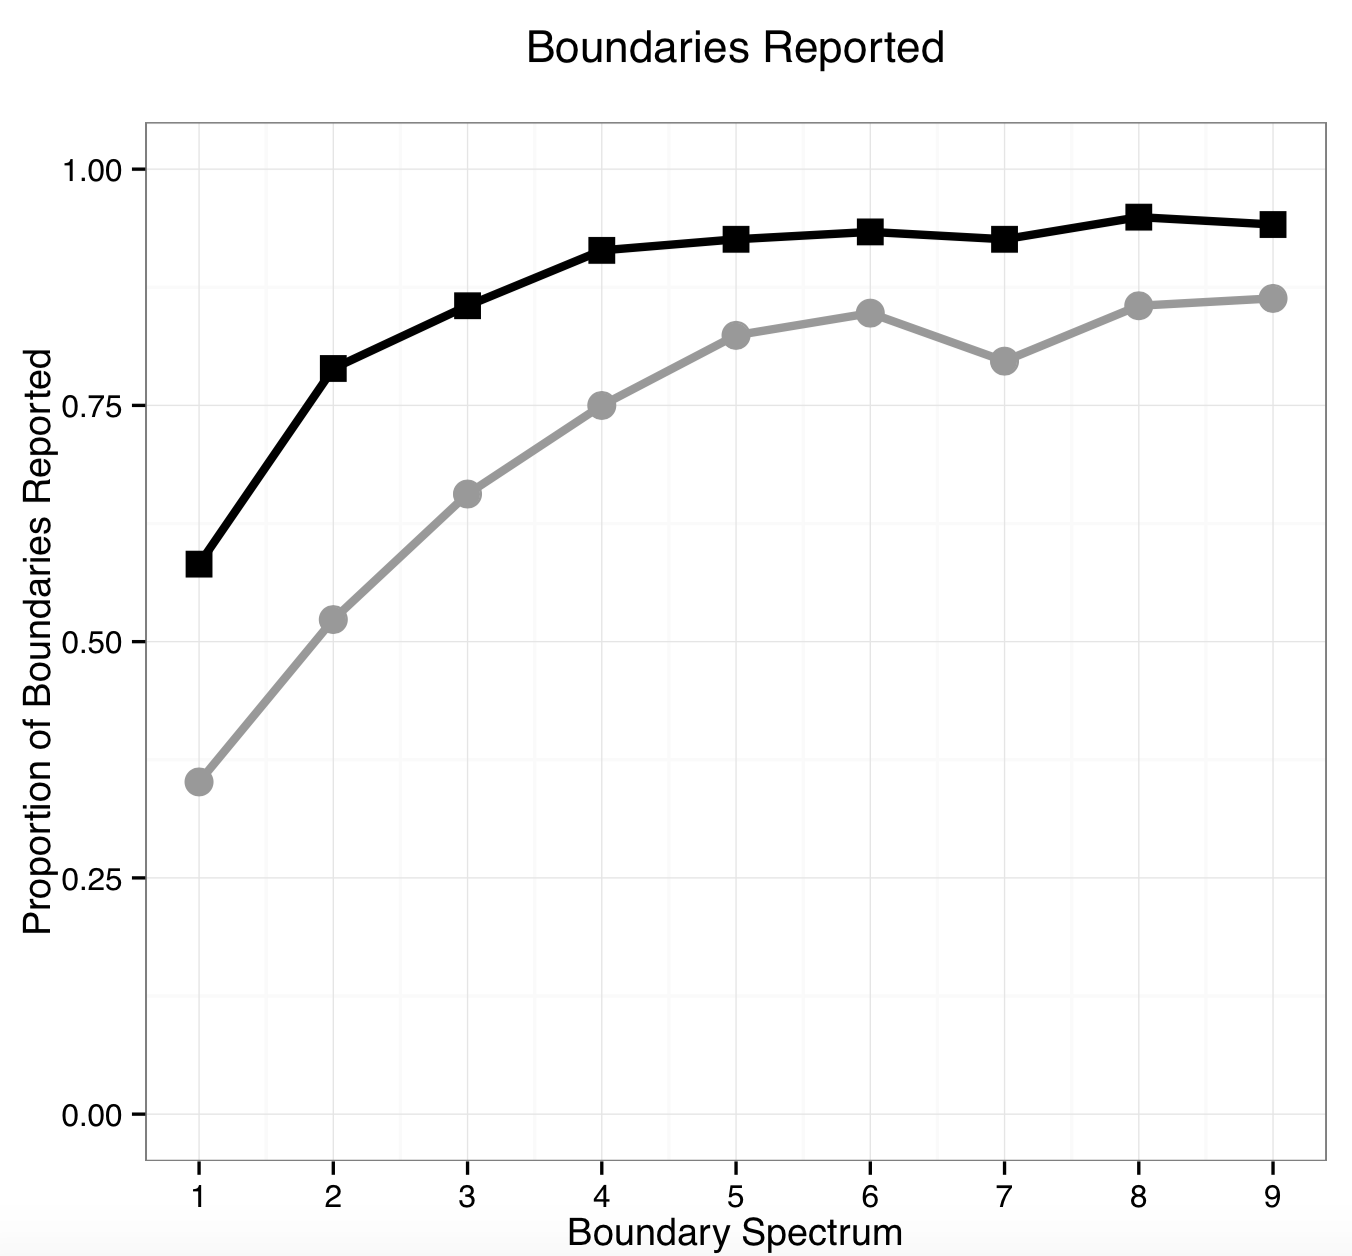 Boundaries Reported
Proportion of Boundaries Reported
1.00
0.75
0.50
0.25
0.00
1 2 3 4 5 6 7 8 9
Boundary Spectrum